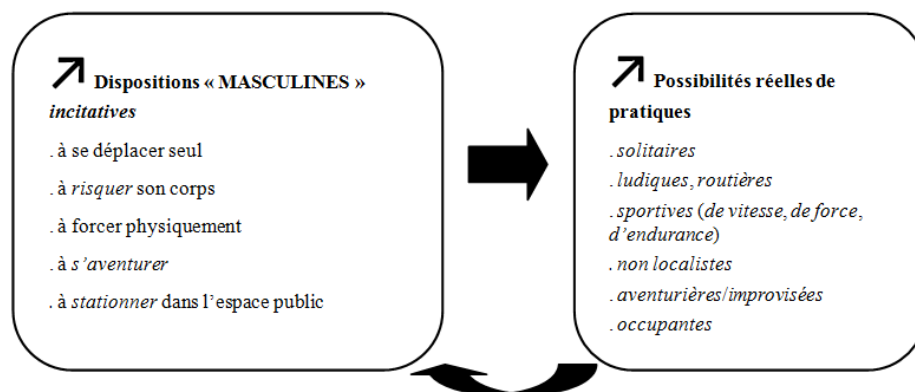 Dispositions « MASCULINES »
incitatives
. à se déplacer seul
. à risquer son corps
. à forcer physiquement
. à s’aventurer
. à stationner dans l’espace public
Possibilités réelles de
pratiques
. solitaires
. ludiques, routières
. sportives (de vitesse, de force,
d’endurance)
. non localistes
. aventurières/improvisées
. occupantes